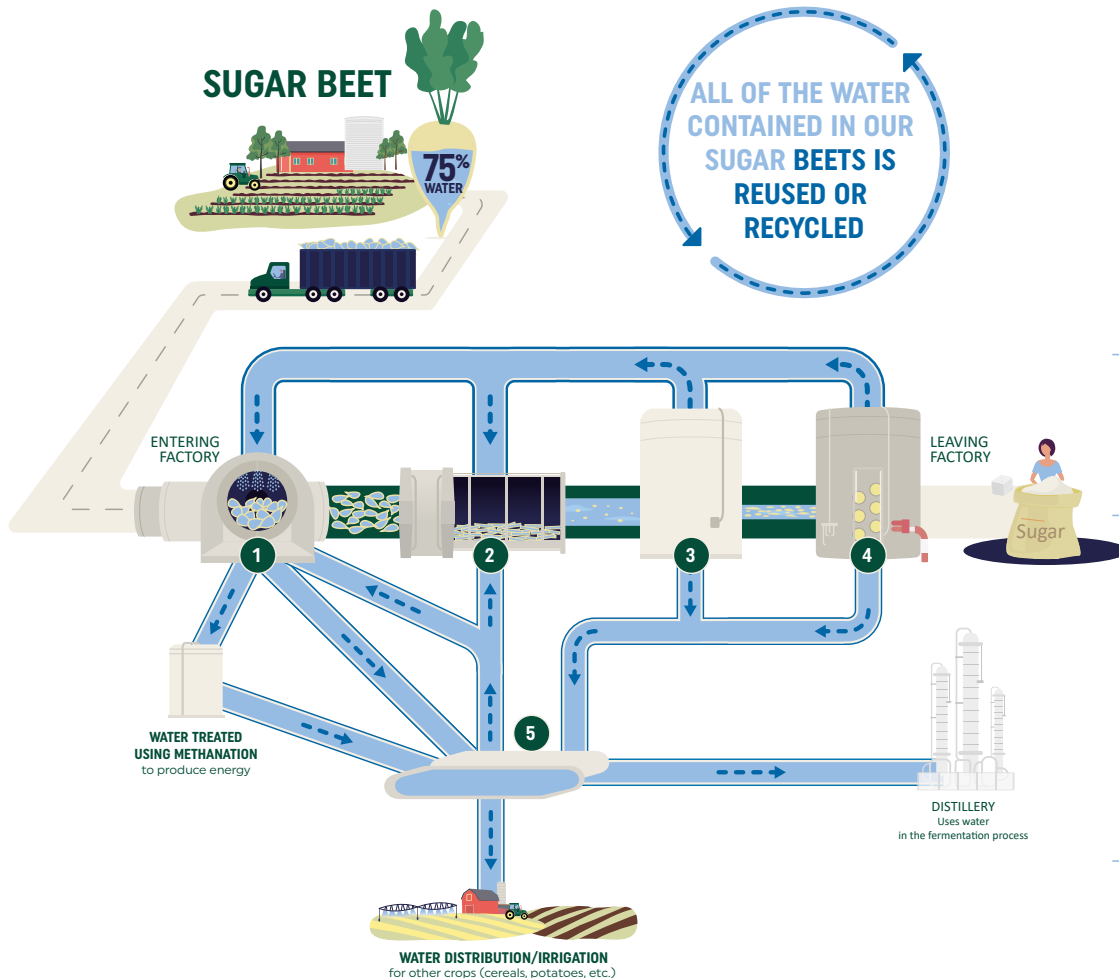 SUGAR BEET
75%
WATER
ALL OF THE WATER
CONTAINED IN OUR
SUGAR BEETS IS
REUSED OR
RECYCLED
ENTERING
FACTORY
LEAVING
FACTORY
Sugar
1
2
3
4
WATER TREATED
USING METHANATION
to produce energy
5
DISTILLERY
Uses water
in the fermentation process
WATER DISTRIBUTION/IRRIGATION
for other crops (cereals, potatoes, etc.)